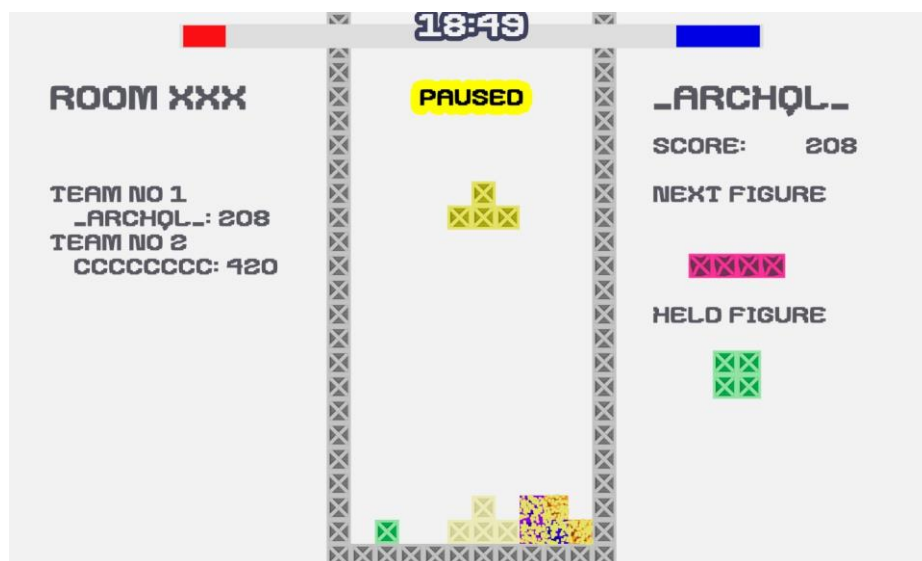 18:49
ROOM XXX
PAUSED
_ARCHQL_
SCORE: 208
TEAM NO 1
_ARCHQL_: 208
TEAM NO 2
CCCCCCCC: 420
NEXT FIGURE
HELD FIGURE